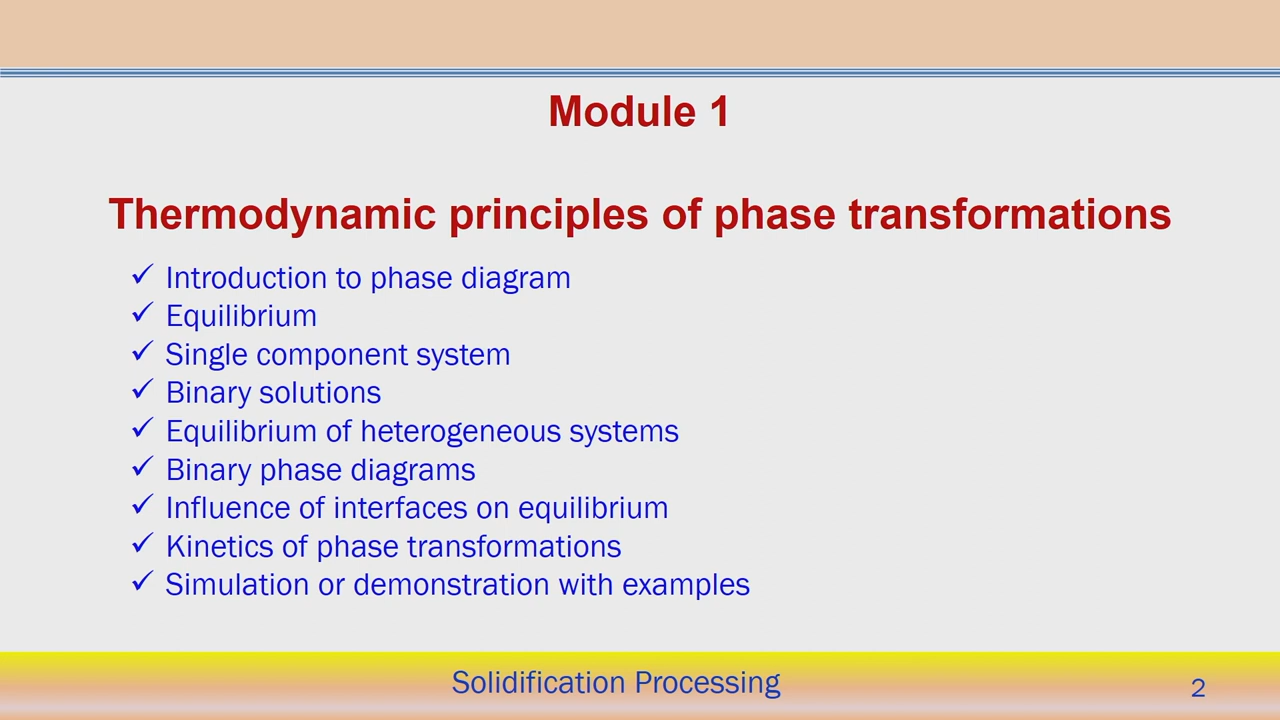 Module 1
Thermodynamic principles of phase transformations
✓ Introduction to phase diagram
✓ Equilibrium
✓ Single component system
✓ Binary solutions
✓ Equilibrium of heterogeneous systems
✓ Binary phase diagrams
✓ Influence of interfaces on equilibrium
✓ Kinetics of phase transformations
✓ Simulation or demonstration with examples
Solidification Processing
2